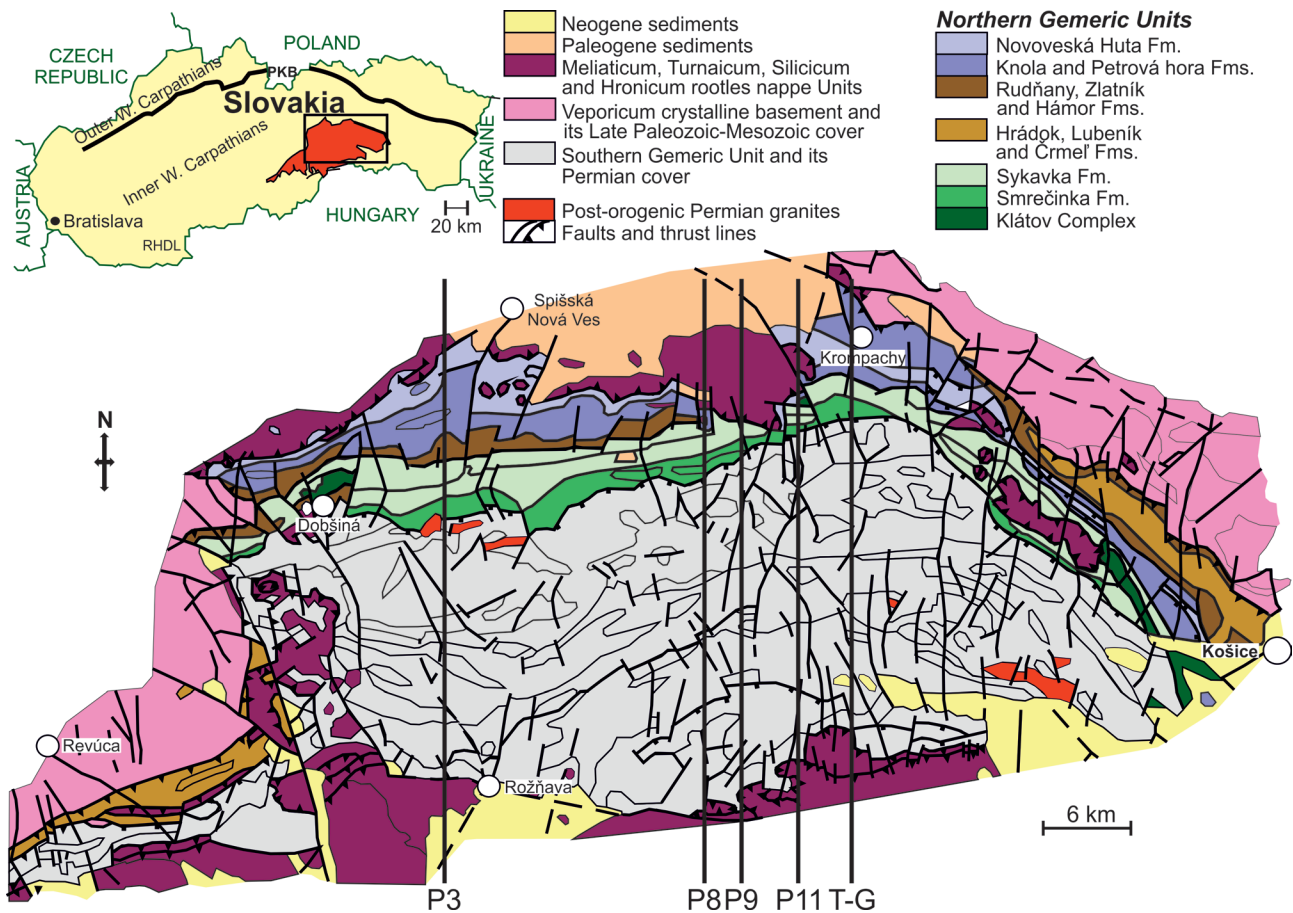 CZECH
REPUBLIC
POLAND
PKB
Slovakia
Outer W. Carpathians
Inner W. Carpathians
UKRAINE
AUSTRIA
Bratislava
HUNGARY
RHDL
20 km
Neogene sediments
Paleogene sediments
Meliaticum, Turnaicum, Silicicum
and Hronicum rootles nappe Units
Veporicum crystalline basement and
its Late Paleozoic-Mesozoic cover
Southern Gemeric Unit and its
Permian cover
Post-orogenic Permian granites
Faults and thrust lines
Northern Gemeric Units
Novoveská Huta Fm.
Knola and Petrová hora Fms.
Rudňany, Zlatník
and Hámor Fms.
Hrádok, Lubeník
and Črmeľ Fms.
Sykavka Fm.
Smrečinka Fm.
Klátov Complex
Spišská
Nová Ves
Krompachy
N
Dobšiná
Košice
Revúca
Rožňava
6 km
P3
P8
P9
P11
T-G